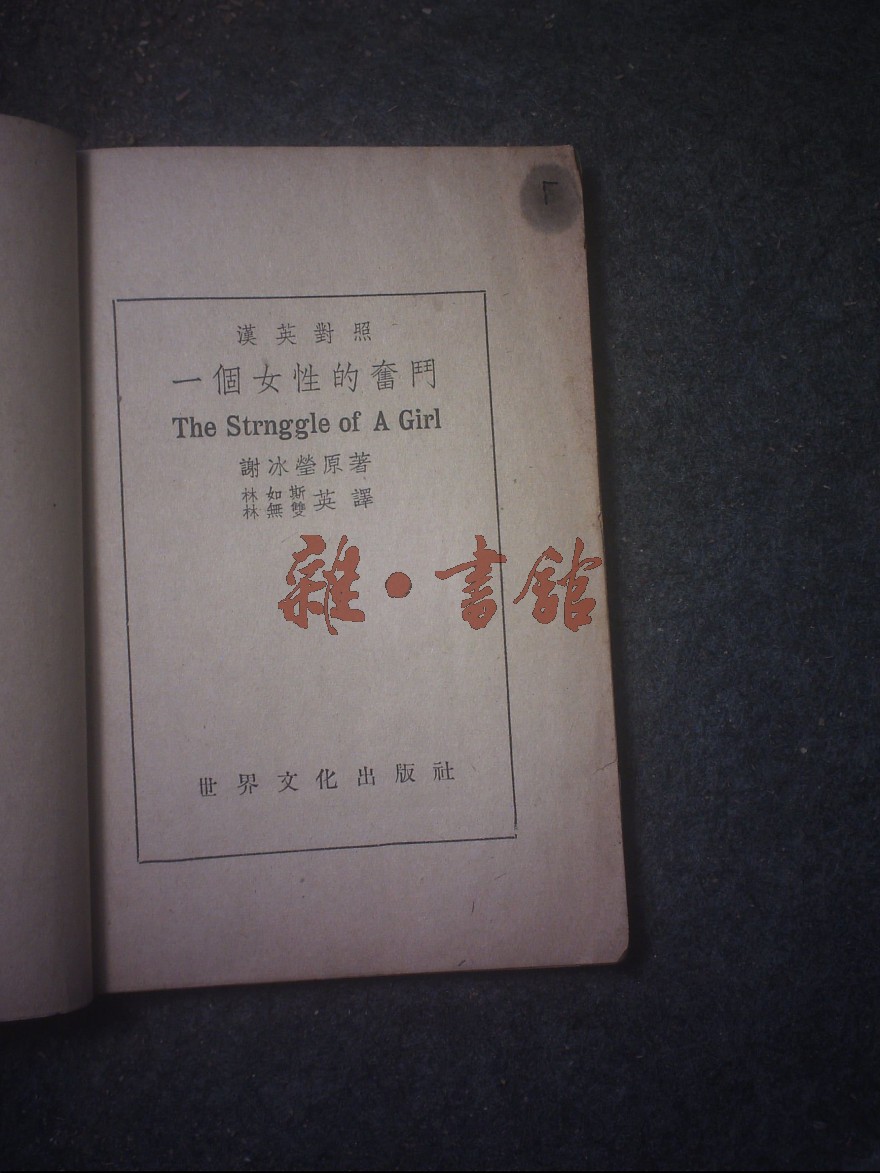 漢英對照
一個女性的奮鬥
The Strnggle of A Girl
謝冰瑩原著
林如斯
林無雙英譯
雜·書館
世界文化出版社